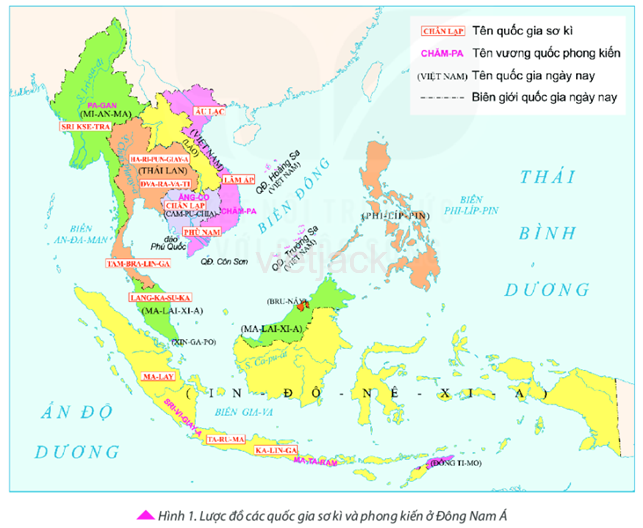 CHÂN LẠP Tên quốc gia sơ kì
CHĂM-PA Tên vương quốc phong kiến
(VIỆT NAM) Tên quốc gia ngày nay
Biên giới quốc gia ngày nay
PA-GAN
(MI-AN-MA)
SRI KSE-TRA
ÂU LẠC
(VIỆT NAM)
(LÀO)
HA-RI-PUN-GIAY-A
(THÁI LAN)
ĐVA-RA-VA-TI
LÂM ẤP
QĐ. Hoàng Sa
(VIỆT NAM)
ĂNG-CO
CHÂN LẠP
(CAM-PU-CHIA)
CHĂM-PA
PHÙ NAM
BIỂN ĐÔNG
(PHI-LÍP-PIN)
BIỂN
PHI-LÍP-PIN
THÁI
BÌNH
DƯƠNG
BIỂN
AN-ĐA-MAN
đảo
Phú Quốc
QĐ. Côn Sơn
QĐ. Trường Sa
(VIỆT NAM)
vietjack
TAM-BRA-LIN-GA
LANG-KA-SU-KA
(MA-LAI-XI-A)
(XIN-GA-PO)
(BRU-NÂY)
(MA-LAI-XI-A)
MA-LAY
(IN-ĐÔ-NÊ-XI-A)
SRI-VI-GIAY-A
BIỂN GIA-VA
TA-RU-MA
KA-LIN-GA
MA-TA-RAM
(ĐÔNG TI-MO)
ẤN ĐỘ
DƯƠNG
Hình 1. Lược đồ các quốc gia sơ kì và phong kiến ở Đông Nam Á